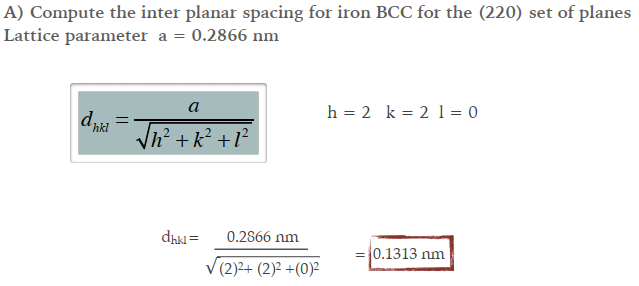 A) Compute the inter planar spacing for iron BCC for the (220) set of planes
Lattice parameter a = 0.2866 nm
d_hkl = a / √h² + k² + l²
h = 2 k = 2 l = 0
d_hkl = 0.2866 nm / √(2)²+ (2)² +(0)² = 0.1313 nm